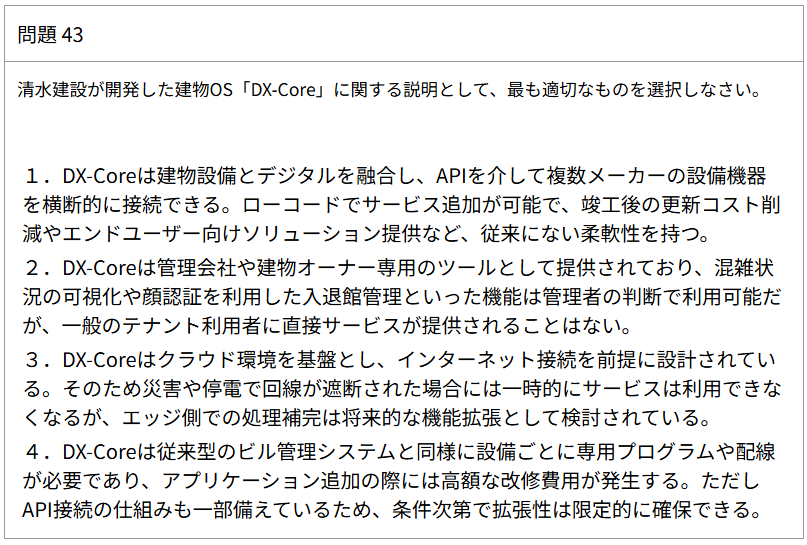 問題 43
清水建設が開発した建物OS「DX-Core」に関する説明として、最も適切なものを選択しなさい。
１．DX-Coreは建物設備とデジタルを融合し、APIを介して複数メーカーの設備機器
を横断的に接続できる。ローコードでサービス追加が可能で、竣工後の更新コスト削
減やエンドユーザー向けソリューション提供など、従来にない柔軟性を持つ。
２．DX-Coreは管理会社や建物オーナー専用のツールとして提供されており、混雑状
況の可視化や顔認証を利用した入退館管理といった機能は管理者の判断で利用可能だ
が、一般のテナント利用者に直接サービスが提供されることはない。
３．DX-Coreはクラウド環境を基盤とし、インターネット接続を前提に設計されてい
る。そのため災害や停電で回線が遮断された場合には一時的にサービスは利用できな
くなるが、エッジ側での処理補完は将来的な機能拡張として検討されている。
４．DX-Coreは従来型のビル管理システムと同様に設備ごとに専用プログラムや配線
が必要であり、アプリケーション追加の際には高額な改修費用が発生する。ただし
API接続の仕組みも一部備えているため、条件次第で拡張性は限定的に確保できる。